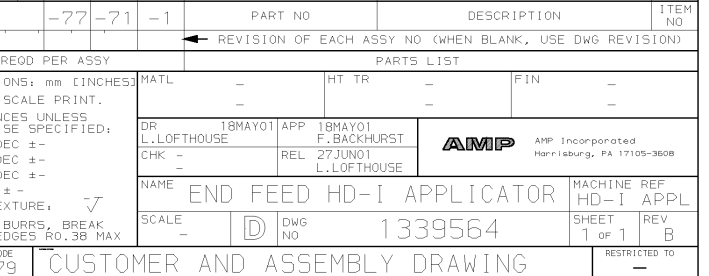 -77 -71 -1 PART NO DESCRIPTION ITEM NO
REVISION OF EACH ASSY NO (WHEN BLANK, USE DWG REVISION)
REQD PER ASSY PARTS LIST
ONS: mm [INCHES] MATL - HT TR - FIN -
SCALE PRINT. - - -
NCES UNLESS
SE SPECIFIED:
DEC ±-
DEC ±-
DEC ±-
± -
EXTURE: √
BURRS, BREAK
EDGES R0.38 MAX
DR 18MAY01 APP 18MAY01
L.LOFTHOUSE F.BACKHURST
CHK - REL 27JUN01
- L.LOFTHOUSE
AMP AMP Incorporated
Harrisburg, PA 17105-3608
NAME END FEED HD-I APPLICATOR MACHINE REF
HD-I APPL
SCALE - D DWG NO 1339564 SHEET 1 OF 1 REV B
79 CUSTOMER AND ASSEMBLY DRAWING RESTRICTED TO
-